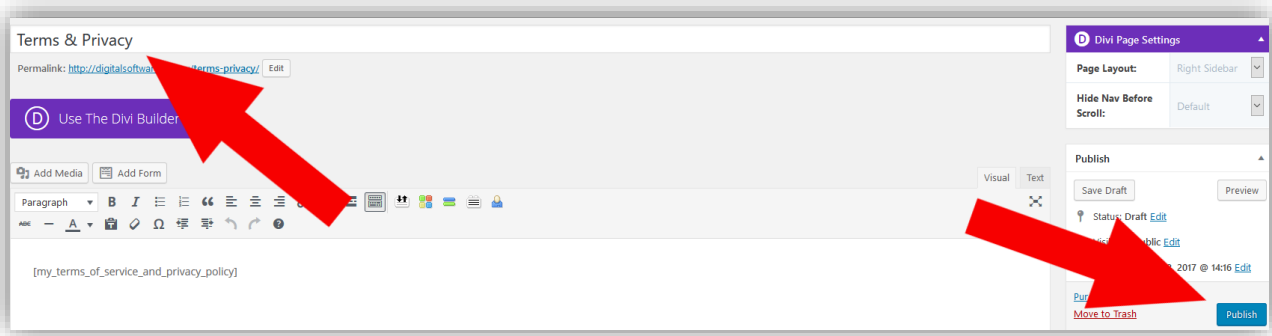 Terms & Privacy
Permalink: http://digitalsoftwar terms-privacy/ Edit
D Use The Divi Builder
Add Media Add Form
Visual Text
Paragraph B I
ABC A Ω
[my_terms_of_service_and_privacy_policy]
D Divi Page Settings
Page Layout: Right Sidebar
Hide Nav Before Scroll: Default
Publish
Save Draft Preview
Status: Draft Edit
Edit
2017 @ 14:16 Edit
Move to Trash Publish